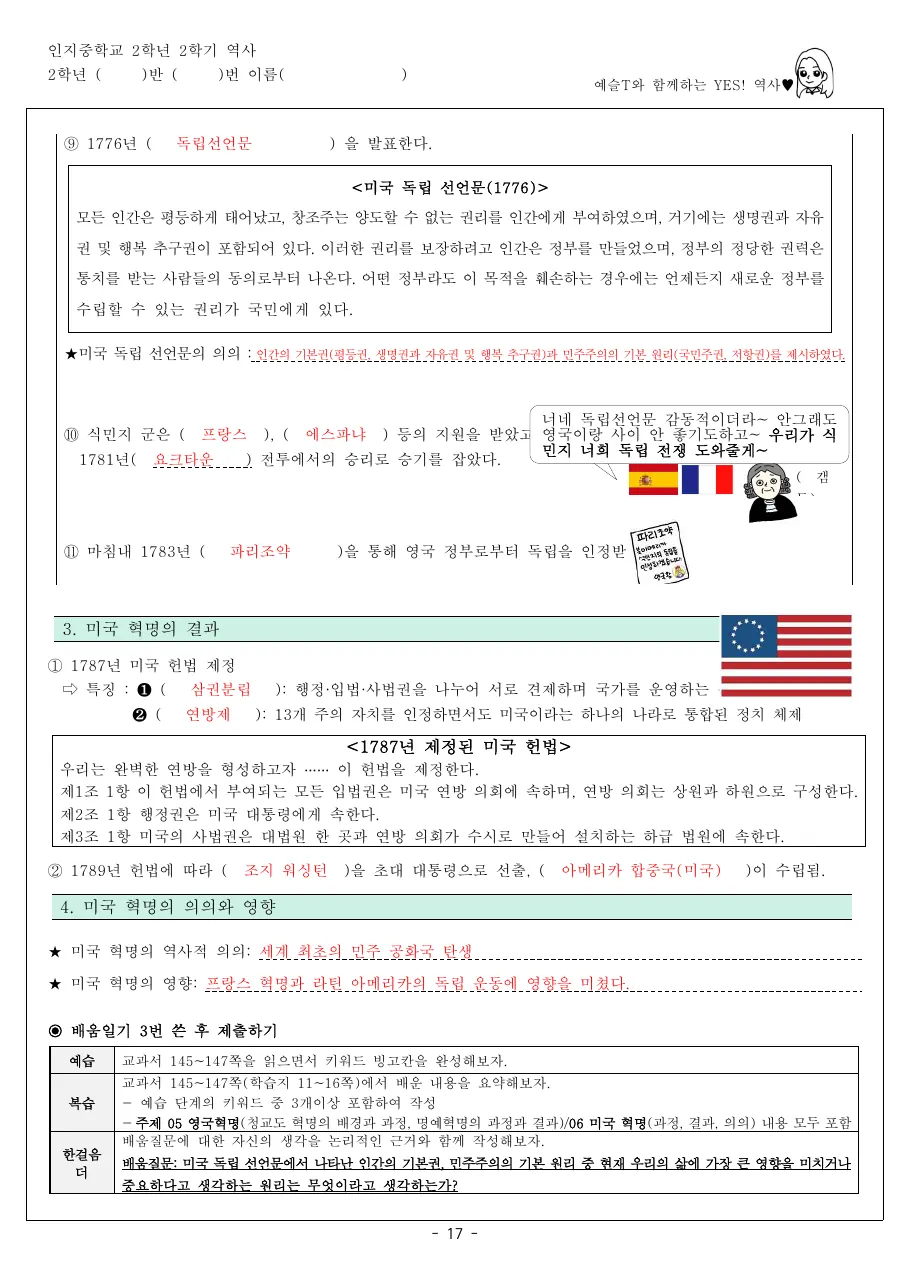 인지중학교 2학년 2학기 역사
2학년 (      )반 (      )번 이름(                )
예슬T와 함께하는 YES! 역사♥
⑨ 1776년 (   독립선언문            ) 을 발표한다.
<미국 독립 선언문(1776)>
모든 인간은 평등하게 태어났고, 창조주는 양도할 수 없는 권리를 인간에게 부여하였으며, 거기에는 생명권과 자유
권 및 행복 추구권이 포함되어 있다. 이러한 권리를 보장하려고 인간은 정부를 만들었으며, 정부의 정당한 권력은
통치를 받는 사람들의 동의로부터 나온다. 어떤 정부라도 이 목적을 훼손하는 경우에는 언제든지 새로운 정부를
수립할 수 있는 권리가 국민에게 있다.
★미국 독립 선언문의 의의 : 인간의 기본권(평등권, 생명권과 자유권 및 행복 추구권)과 민주주의의 기본 원리(국민주권, 저항권)를 제시하였다.
너네 독립선언문 감동적이더라~ 안그래도
영국이랑 사이 안 좋기도하고~ 우리가 식
민지 너희 독립 전쟁 도와줄게~
⑩ 식민지 군은 (   프랑스   ), (   에스파냐   ) 등의 지원을 받았고
1781년(   요크타운      ) 전투에서의 승리로 승기를 잡았다.
( 갬
⑪ 마침내 1783년 (    파리조약        )을 통해 영국 정부로부터 독립을 인정받
파리조약
북아메리카
식민지의 독립을
인정하겠습니다
영국왕
3. 미국 혁명의 결과
① 1787년 미국 헌법 제정
⇨ 특징 : ❶ (    삼권분립    ): 행정·입법·사법권을 나누어 서로 견제하며 국가를 운영하는
❷ (    연방제    ): 13개 주의 자치를 인정하면서도 미국이라는 하나의 나라로 통합된 정치 체제
<1787년 제정된 미국 헌법>
우리는 완벽한 연방을 형성하고자 …… 이 헌법을 제정한다.
제1조 1항 이 헌법에서 부여되는 모든 입법권은 미국 연방 의회에 속하며, 연방 의회는 상원과 하원으로 구성한다.
제2조 1항 행정권은 미국 대통령에게 속한다.
제3조 1항 미국의 사법권은 대법원 한 곳과 연방 의회가 수시로 만들어 설치하는 하급 법원에 속한다.
② 1789년 헌법에 따라 (   조지 워싱턴   )을 초대 대통령으로 선출, (   아메리카 합중국(미국)    )이 수립됨.
4. 미국 혁명의 의의와 영향
★ 미국 혁명의 역사적 의의: 세계 최초의 민주 공화국 탄생
★ 미국 혁명의 영향: 프랑스 혁명과 라틴 아메리카의 독립 운동에 영향을 미쳤다.
◉ 배움일기 3번 쓴 후 제출하기
예습
교과서 145~147쪽을 읽으면서 키워드 빙고칸을 완성해보자.
복습
교과서 145~147쪽(학습지 11~16쪽)에서 배운 내용을 요약해보자.
- 예습 단계의 키워드 중 3개이상 포함하여 작성
- 주제 05 영국혁명(청교도 혁명의 배경과 과정, 명예혁명의 과정과 결과)/06 미국 혁명(과정, 결과, 의의) 내용 모두 포함
한걸음
더
배움질문에 대한 자신의 생각을 논리적인 근거와 함께 작성해보자.
배움질문: 미국 독립 선언문에서 나타난 인간의 기본권, 민주주의의 기본 원리 중 현재 우리의 삶에 가장 큰 영향을 미치거나
중요하다고 생각하는 원리는 무엇이라고 생각하는가?
- 17 -